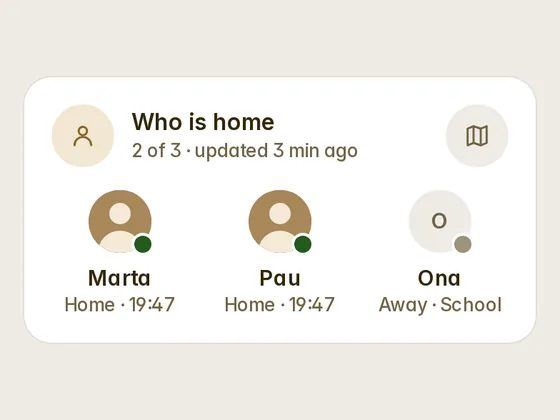 Who is home
2 of 3 · updated 3 min ago
O
Marta
Pau
Ona
Home · 19:47
Home · 19:47
Away · School